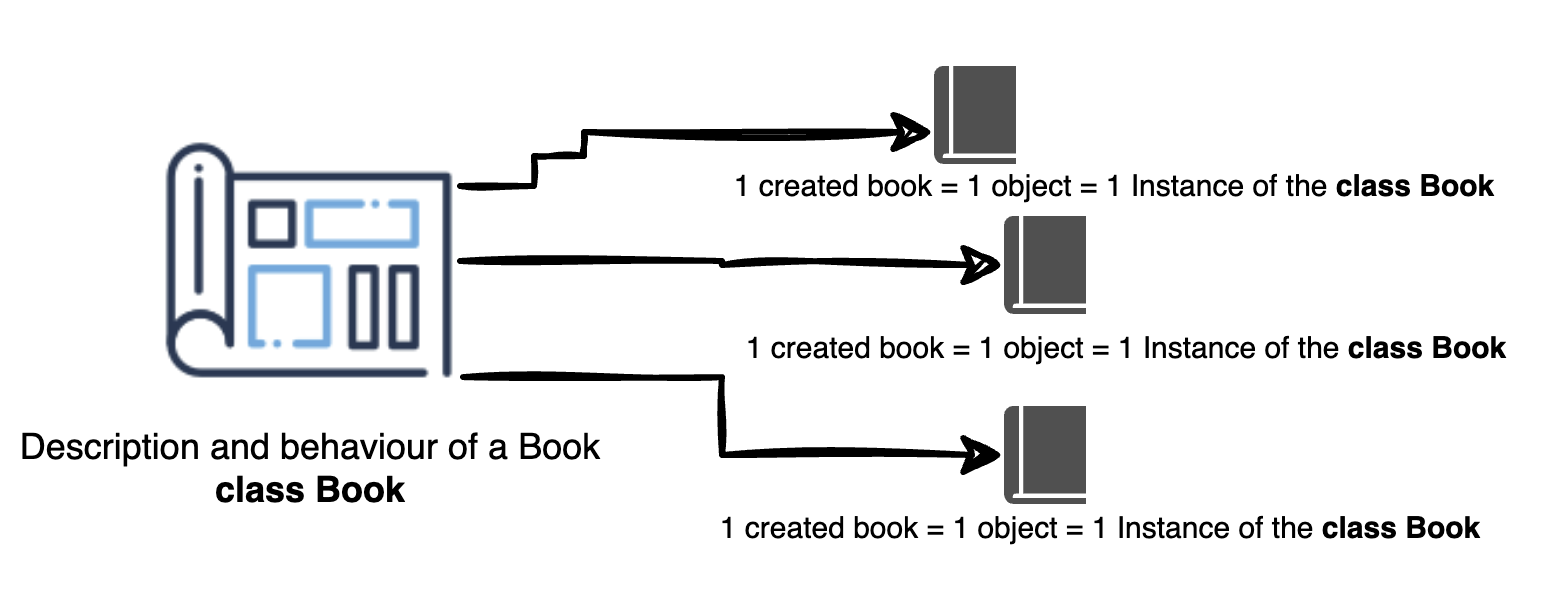 1 created book = 1 object = 1 Instance of the class Book
1 created book = 1 object = 1 Instance of the class Book
Description and behaviour of a Book
class Book
1 created book = 1 object = 1 Instance of the class Book